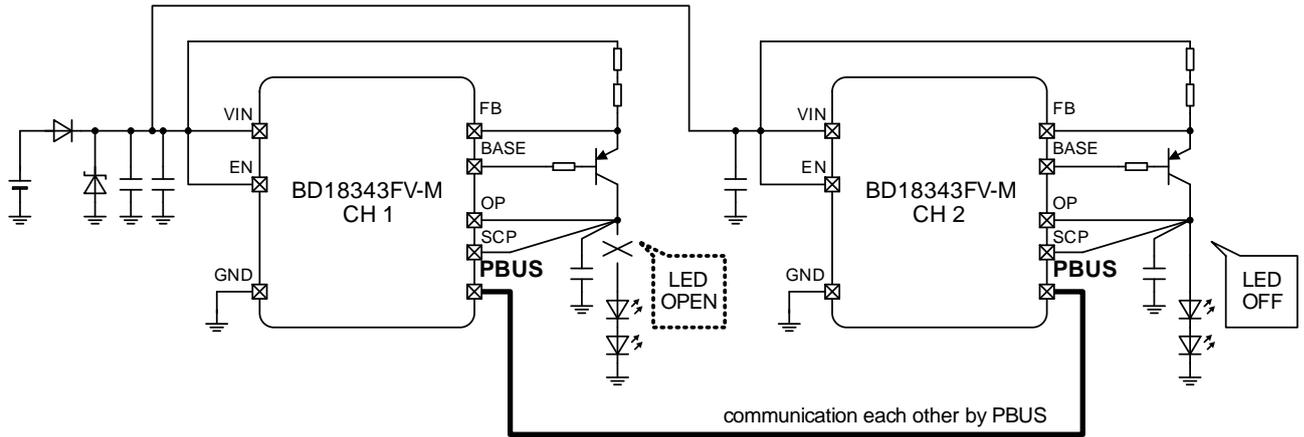 VIN
EN
GND
BD18343FV-M
CH 1
FB
BASE
OP
SCP
PBUS
LED
OPEN
VIN
EN
GND
BD18343FV-M
CH 2
FB
BASE
OP
SCP
PBUS
LED
OFF
communication each other by PBUS